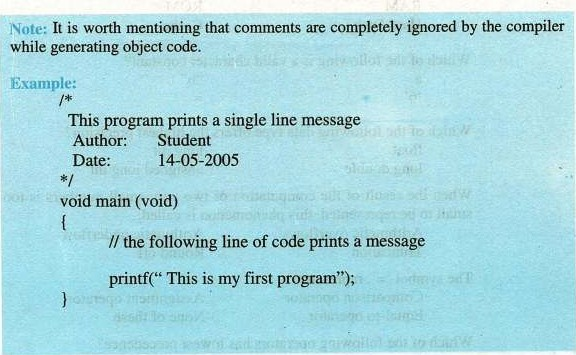 Note: It is worth mentioning that comments are completely ignored by the compiler
while generating object code.
Example:
/*
This program prints a single line message
Author: Student
Date: 14-05-2005
*/
void main (void)
{
// the following line of code prints a message
printf(“ This is my first program”);
}